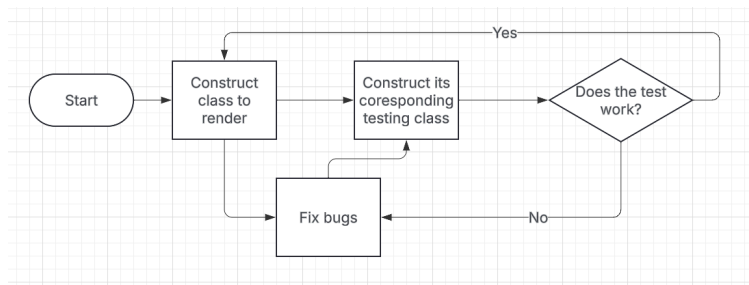 Yes
Start
Construct
class to
render
Construct its
coresponding
testing class
Does the test
work?
Fix bugs
No